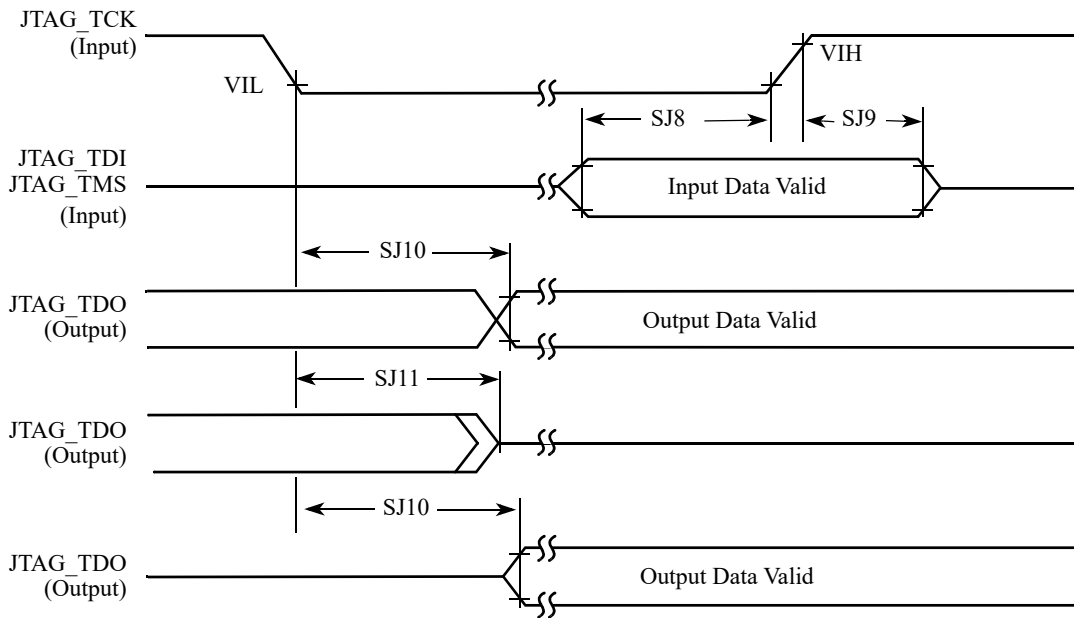 JTAG_TCK
(Input)
VIH
VIL
SJ8
SJ9
JTAG_TDI
JTAG_TMS
(Input)
Input Data Valid
SJ10
JTAG_TDO
(Output)
Output Data Valid
SJ11
JTAG_TDO
(Output)
SJ10
JTAG_TDO
(Output)
Output Data Valid